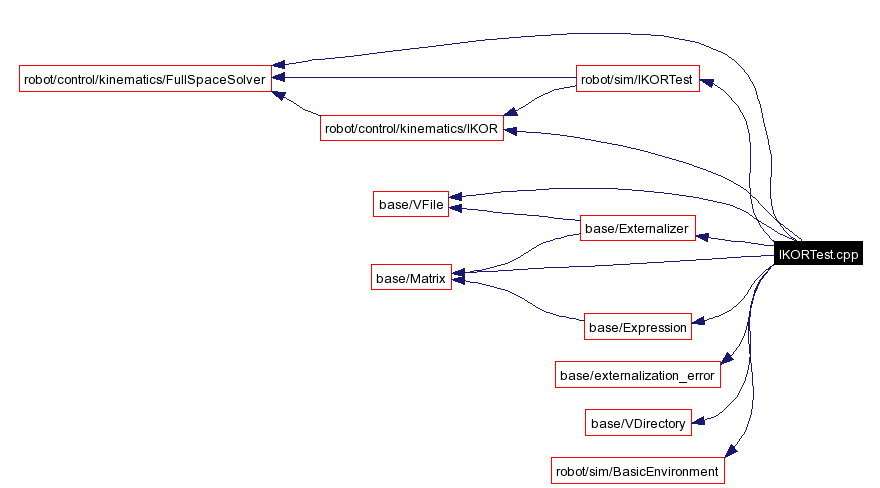 robot/control/kinematics/FullSpaceSolver
robot/sim/IKORTest
robot/control/kinematics/IKOR
base/VFile
base/Externalizer
IKORTest.cpp
base/Matrix
base/Expression
base/externalization_error
base/VDirectory
robot/sim/BasicEnvironment